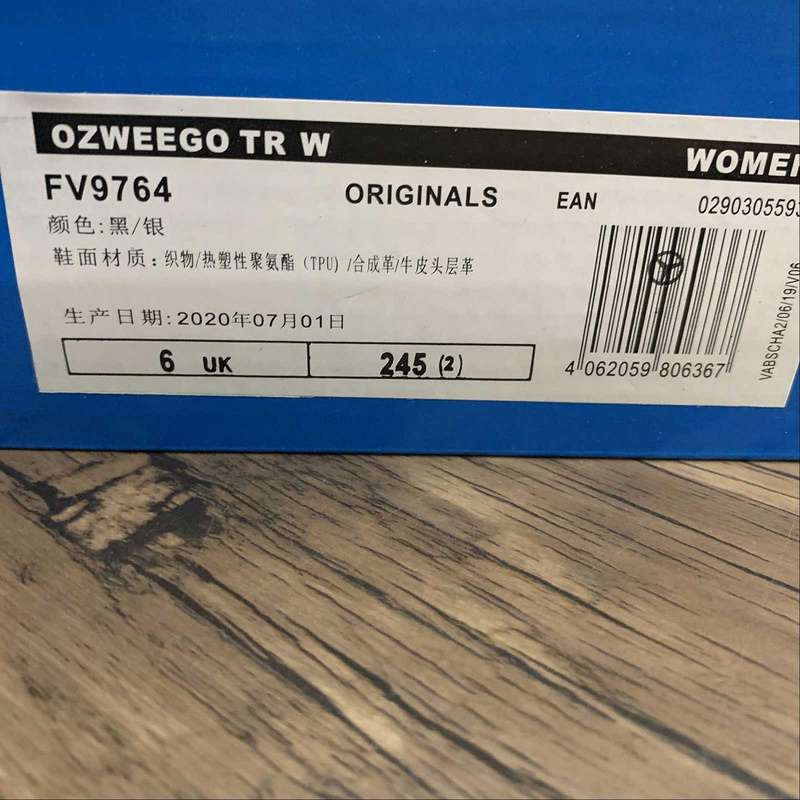 OZWEEGO TR W
WOMEN
FV9764
ORIGINALS
EAN
0290305593
颜色:黑/银
鞋面材质:织物/热塑性聚氨酯(TPU)/合成革/牛皮头层革
生产日期:2020年07月01日
6 UK
245 (2)
4 062059 806367
VABSCHA2/06/19/V06